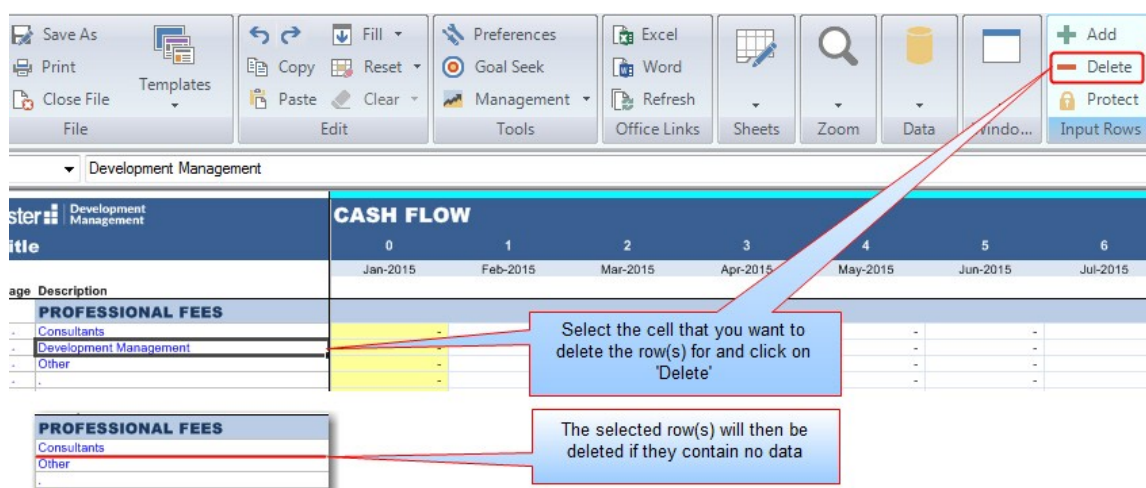 Save As
Print
Close File
Templates
File
Copy
Paste
Fill
Reset
Clear
Edit
Preferences
Goal Seek
Management
Tools
Excel
Word
Refresh
Office Links
Sheets
Zoom
Data
Windo...
Add
Delete
Protect
Input Rows
Development Management
ster Development
Management
CASH FLOW
itle 0 1 2 3 4 5 6
Jan-2015 Feb-2015 Mar-2015 Apr-2015 May-2015 Jun-2015 Jul-2015
age Description
PROFESSIONAL FEES
. Consultants - - - -
. Development Management - - -
. Other - - -
. . - - -
Select the cell that you want to
delete the row(s) for and click on
'Delete'
PROFESSIONAL FEES
Consultants
Other
.
The selected row(s) will then be
deleted if they contain no data